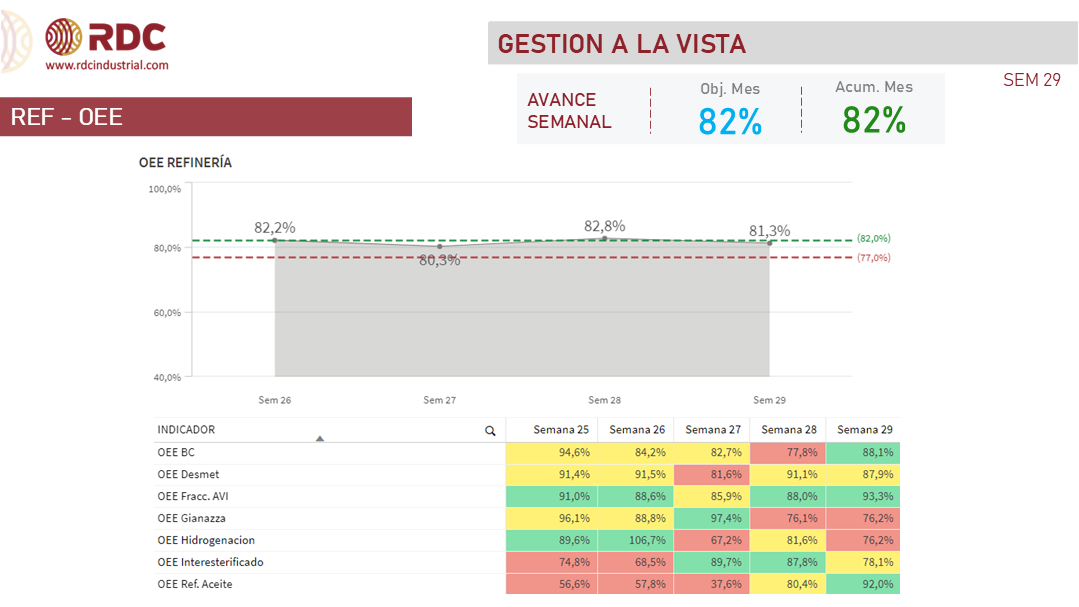 RDC
www.rdcindustrial.com
GESTION A LA VISTA
SEM 29
AVANCE SEMANAL
Obj. Mes
82%
Acum. Mes
82%
REF – OEE
OEE REFINERÍA
100,0%
80,0%
60,0%
40,0%
82,2%
80,3%
82,8%
81,3%
(82,0%)
(77,0%)
Sem 26 Sem 27 Sem 28 Sem 29
INDICADOR Semana 25 Semana 26 Semana 27 Semana 28 Semana 29
OEE BC 94,6% 84,2% 82,7% 77,8% 88,1%
OEE Desmet 91,4% 91,5% 81,6% 91,1% 87,9%
OEE Fracc. AVI 91,0% 88,6% 85,9% 88,0% 93,3%
OEE Gianazza 96,1% 88,8% 97,4% 76,1% 76,2%
OEE Hidrogenacion 89,6% 106,7% 67,2% 81,6% 76,2%
OEE Interesterificado 74,8% 68,5% 89,7% 87,8% 78,1%
OEE Ref. Aceite 56,6% 57,8% 37,6% 80,4% 92,0%